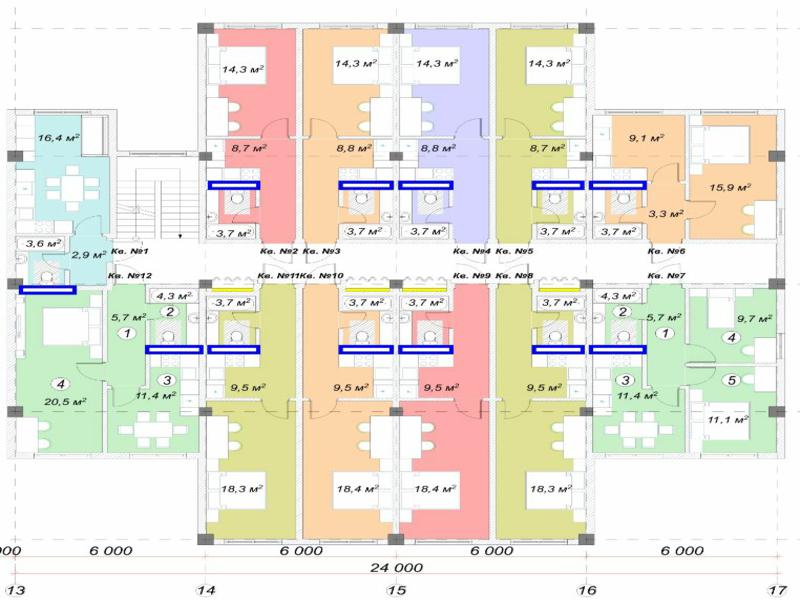 14,3 м² 14,3 м² 14,3 м² 14,3 м²
16,4 м² 8,7 м² 8,8 м² 8,8 м² 8,7 м² 9,1 м²
15,9 м²
3,3 м²
3,7 м² 3,7 м² 3,7 м² 3,7 м² 3,7 м²
3,6 м² 2,9 м²
Кв. №1 Кв. №2 Кв. №3 Кв. №4 Кв. №5 Кв. №6
Кв. №12 Кв. №11 Кв. №10 Кв. №9 Кв. №8 Кв. №7
4,3 м² 3,7 м² 3,7 м² 3,7 м² 3,7 м² 4,3 м²
2 2
5,7 м² 5,7 м² 9,7 м²
1 1 4
4 3 9,5 м² 9,5 м² 9,5 м² 9,5 м² 3 5
20,5 м² 11,4 м² 11,4 м²
11,1 м²
18,3 м² 18,4 м² 18,4 м² 18,3 м²
000 6 000 6 000 6 000 6 000
24 000
13 14 15 16 17